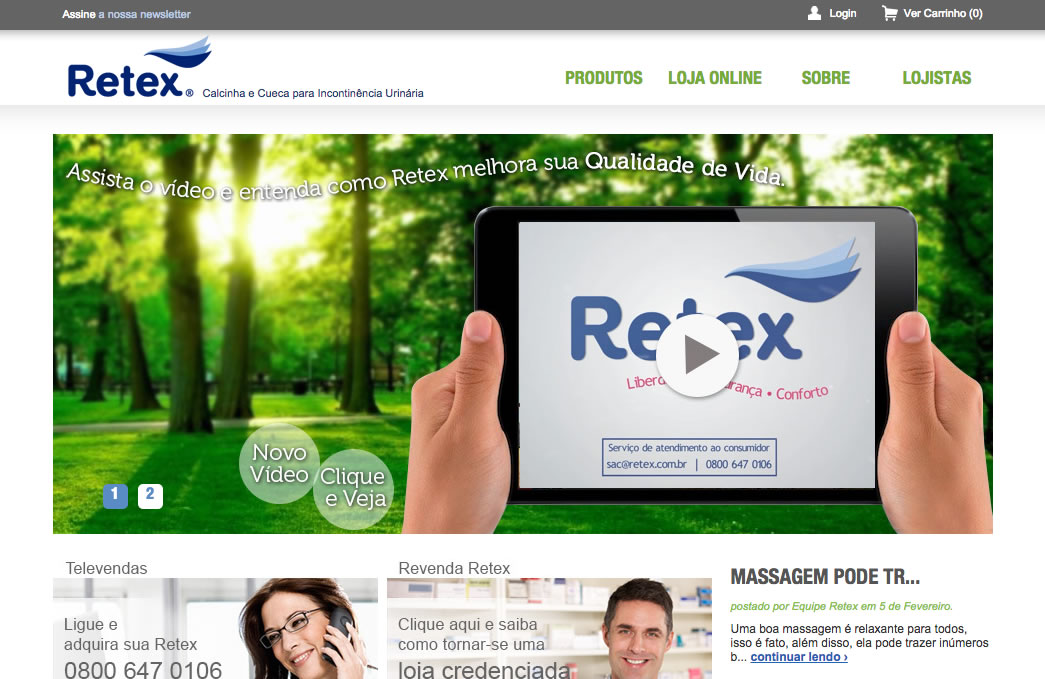 Assine a nossa newsletter
Login
Ver Carrinho (0)
Retex®
Calcinha e Cueca para Incontinência Urinária
PRODUTOS
LOJA ONLINE
SOBRE
LOJISTAS
Assista o vídeo e entenda como Retex melhora sua Qualidade de Vida.
Retex
Conforto
Serviço de atendimento ao consumidor
sac@retex.com.br | 0800 647 0106
Novo
Vídeo
Clique
e Veja
1
2
Televendas
Ligue e
adquira sua Retex
0800 647 0106
Revenda Retex
Clique aqui e saiba
como tornar-se uma
loja credenciada
MASSAGEM PODE TR...
postado por Equipe Retex em 5 de Fevereiro.
Uma boa massagem é relaxante para todos,
isso é fato, além disso, ela pode trazer inúmeros
b... continuar lendo ›